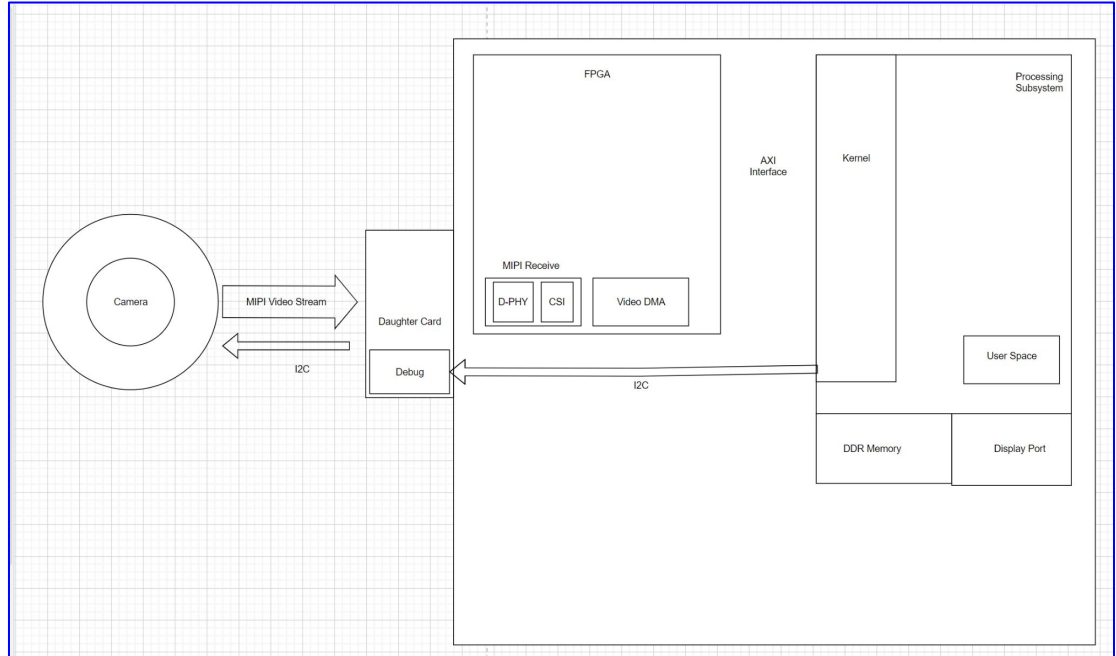 FPGA
Processing
Subsystem
AXI
Interface
Kernel
MIPI Receive
D-PHY
CSI
Video DMA
Camera
MIPI Video Stream
Daughter Card
I2C
Debug
I2C
User Space
DDR Memory
Display Port